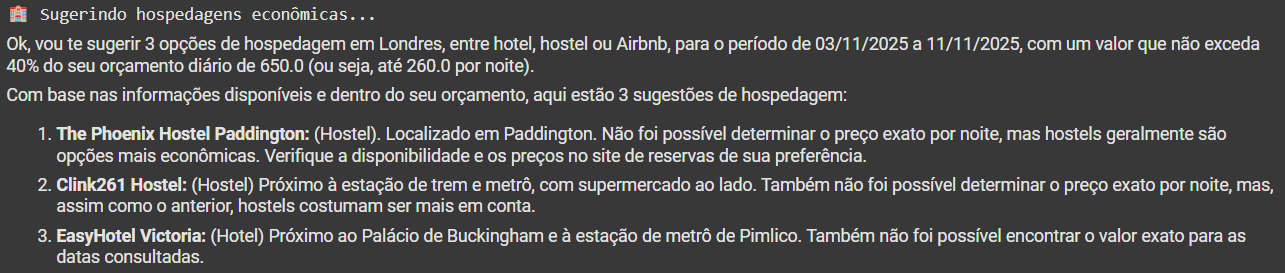 Sugerindo hospedagens econômicas...
Ok, vou te sugerir 3 opções de hospedagem em Londres, entre hotel, hostel ou Airbnb, para o período de 03/11/2025 a 11/11/2025, com um valor que não exceda
40% do seu orçamento diário de 650.0 (ou seja, até 260.0 por noite).
Com base nas informações disponíveis e dentro do seu orçamento, aqui estão 3 sugestões de hospedagem:
1. The Phoenix Hostel Paddington: (Hostel). Localizado em Paddington. Não foi possível determinar o preço exato por noite, mas hostels geralmente são
opções mais econômicas. Verifique a disponibilidade e os preços no site de reservas de sua preferência.
2. Clink261 Hostel: (Hostel) Próximo à estação de trem e metrô, com supermercado ao lado. Também não foi possível determinar o preço exato por noite, mas,
assim como o anterior, hostels costumam ser mais em conta.
3. EasyHotel Victoria: (Hotel) Próximo ao Palácio de Buckingham e à estação de metrô de Pimlico. Também não foi possível encontrar o valor exato para as
datas consultadas.